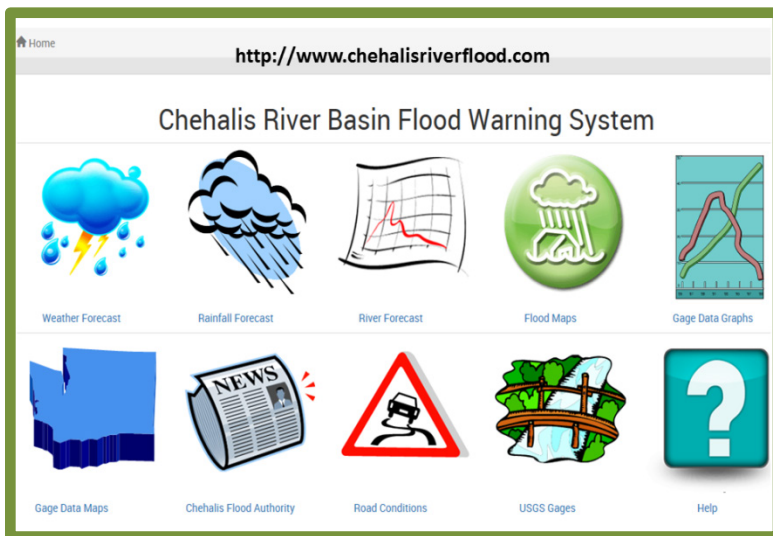 Home
http://www.chehalisriverflood.com
Chehalis River Basin Flood Warning System
Weather Forecast
Rainfall Forecast
River Forecast
Flood Maps
Gage Data Graphs
NEWS
Gage Data Maps
Chehalis Flood Authority
Road Conditions
USGS Gages
?
Help